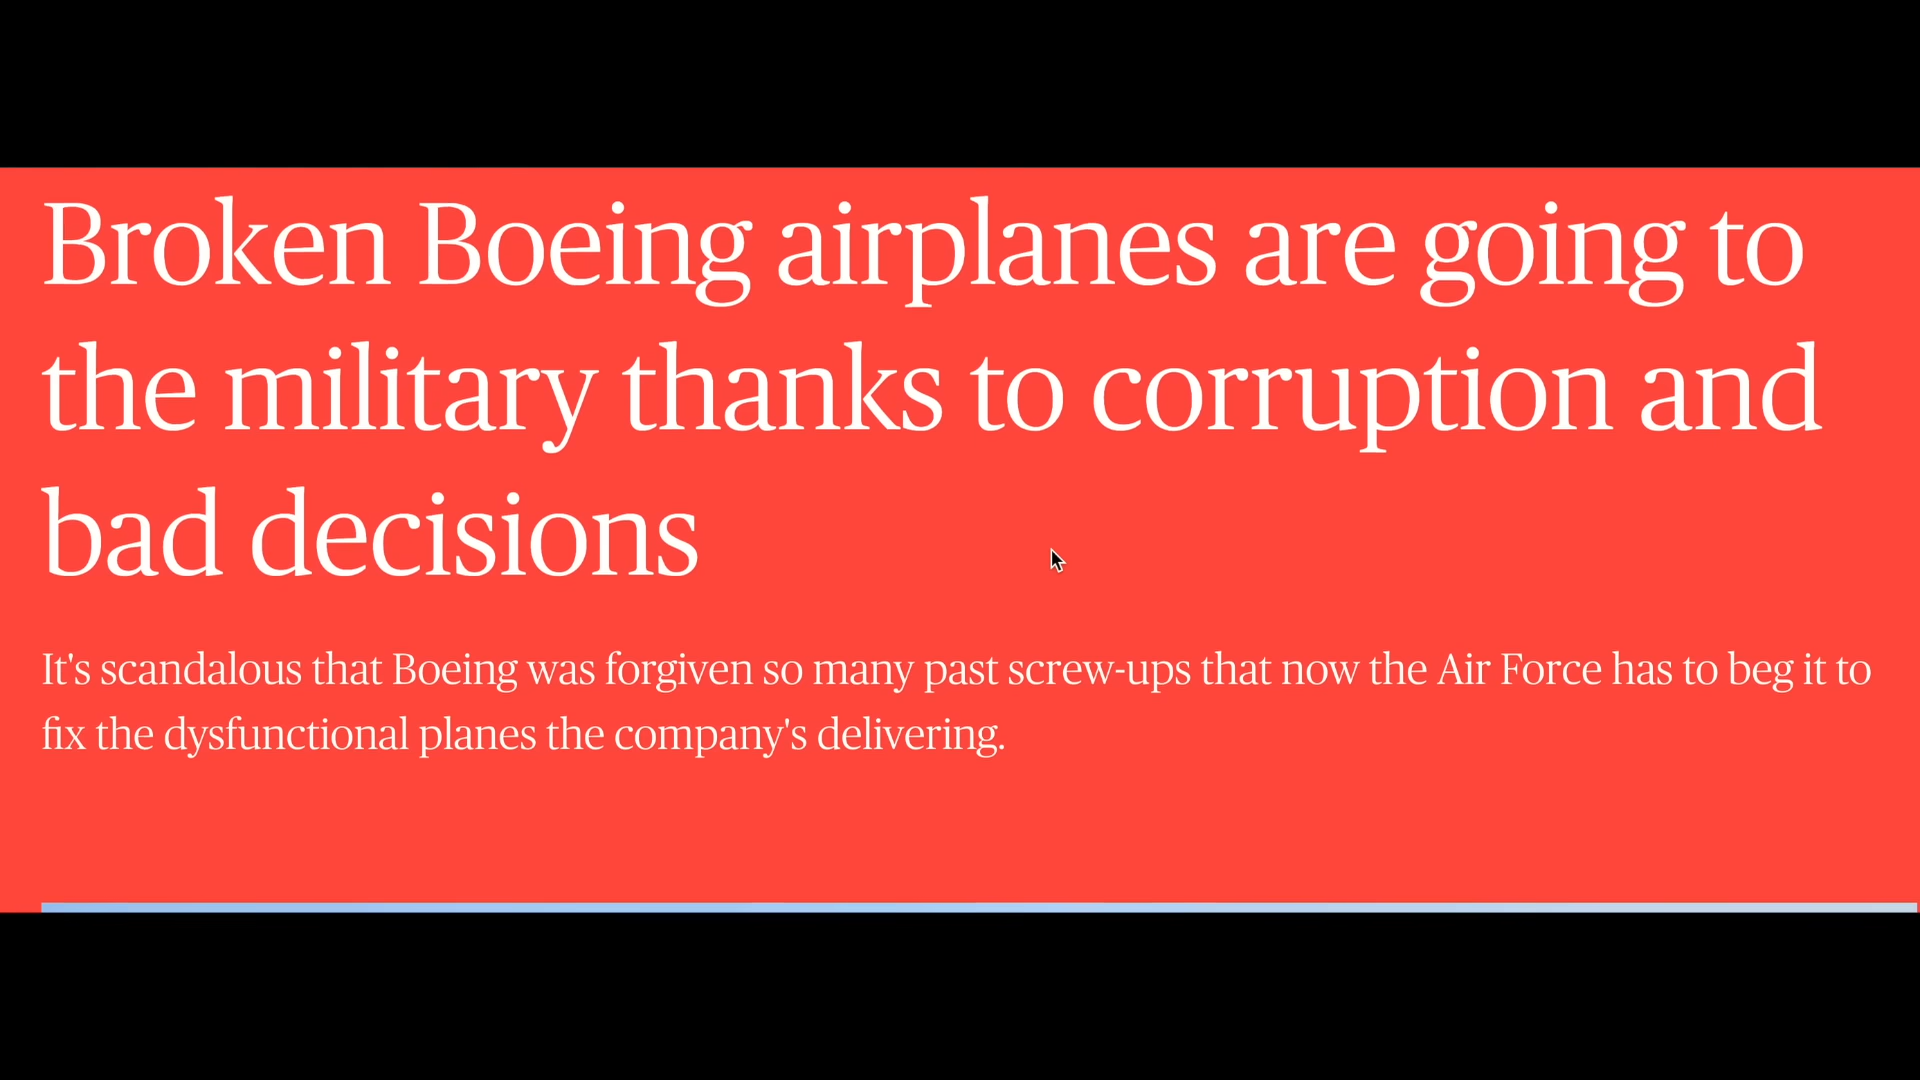 Broken Boeing airplanes are going to
the military thanks to corruption and
bad decisions
It's scandalous that Boeing was forgiven so many past screw-ups that now the Air Force has to beg it to
fix the dysfunctional planes the company's delivering.